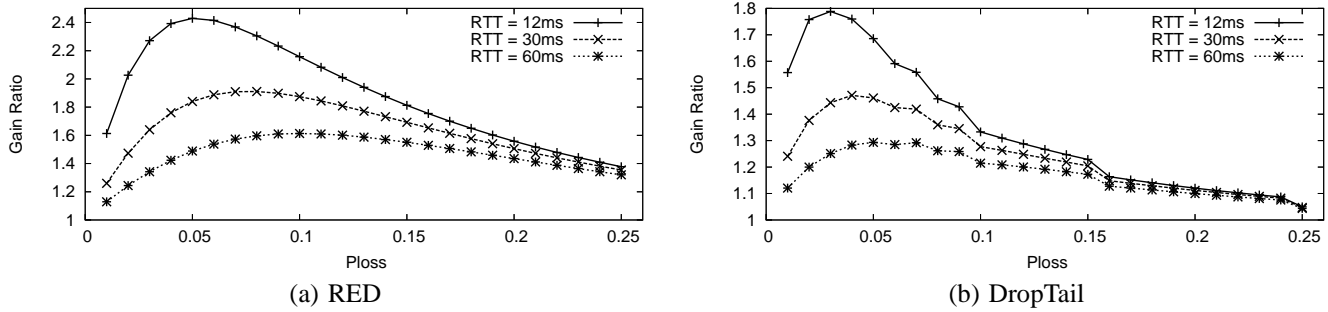 2.4
2.2
2
1.8
1.6
1.4
1.2
1
Gain Ratio
0
0.05
0.1
0.15
0.2
0.25
Ploss
RTT = 12ms
RTT = 30ms
RTT = 60ms
(a) RED
1.8
1.7
1.6
1.5
1.4
1.3
1.2
1.1
1
Gain Ratio
0
0.05
0.1
0.15
0.2
0.25
Ploss
RTT = 12ms
RTT = 30ms
RTT = 60ms
(b) DropTail